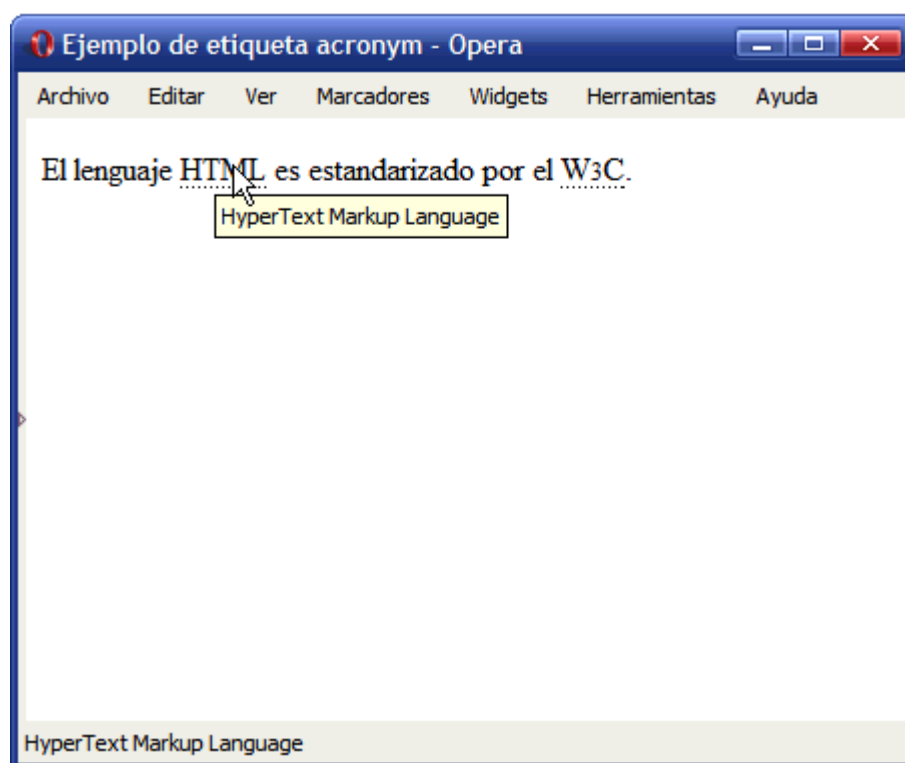 Ejemplo de etiqueta acronym - Opera
Archivo Editar Ver Marcadores Widgets Herramientas Ayuda
El lenguaje HTML es estandarizado por el W3C.
HyperText Markup Language
HyperText Markup Language